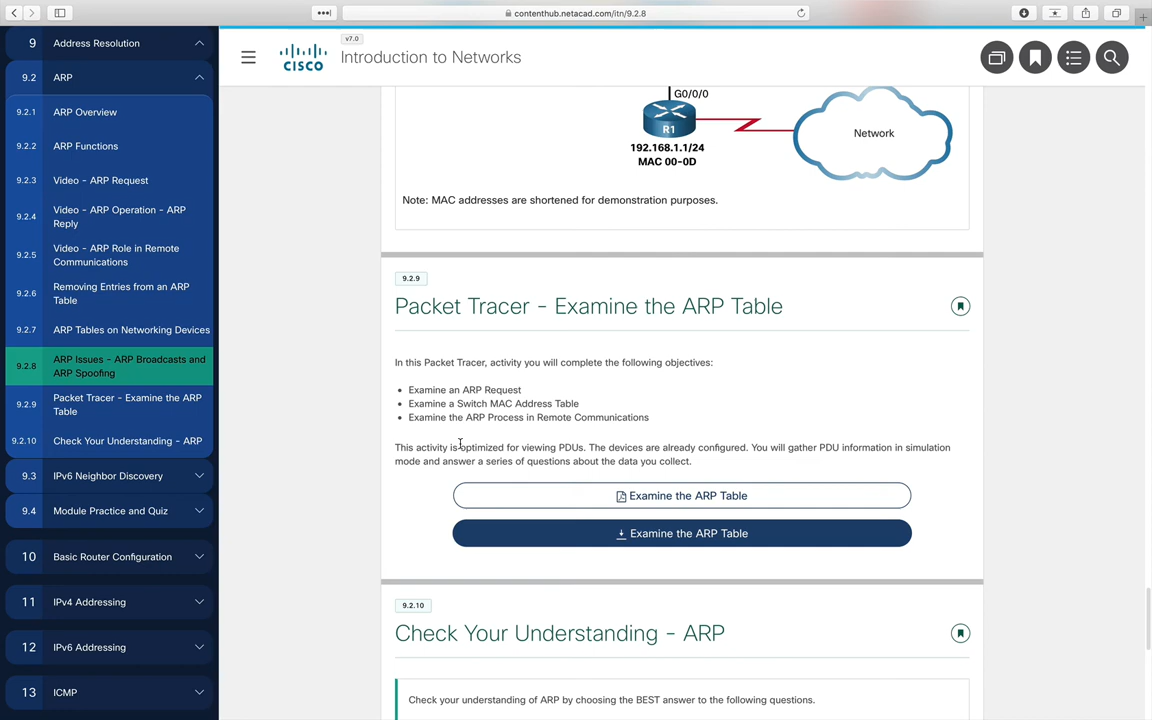 contenthub.netacad.com/itn/9.2.8
9 Address Resolution
9.2 ARP
9.2.1 ARP Overview
9.2.2 ARP Functions
9.2.3 Video - ARP Request
9.2.4 Video - ARP Operation - ARP
Reply
9.2.5 Video - ARP Role in Remote
Communications
9.2.6 Removing Entries from an ARP
Table
9.2.7 ARP Tables on Networking Devices
9.2.8 ARP Issues - ARP Broadcasts and
ARP Spoofing
9.2.9 Packet Tracer - Examine the ARP
Table
9.2.10 Check Your Understanding - ARP
9.3 IPv6 Neighbor Discovery
9.4 Module Practice and Quiz
10 Basic Router Configuration
11 IPv4 Addressing
12 IPv6 Addressing
13 ICMP
CISCO
v7.0
Introduction to Networks
G0/0/0
R1
192.168.1.1/24
MAC 00-0D
Network
Note: MAC addresses are shortened for demonstration purposes.
9.2.9
Packet Tracer - Examine the ARP Table
In this Packet Tracer, activity you will complete the following objectives:
• Examine an ARP Request
• Examine a Switch MAC Address Table
• Examine the ARP Process in Remote Communications
This activity is optimized for viewing PDUs. The devices are already configured. You will gather PDU information in simulation
mode and answer a series of questions about the data you collect.
Examine the ARP Table
Examine the ARP Table
9.2.10
Check Your Understanding - ARP
Check your understanding of ARP by choosing the BEST answer to the following questions.